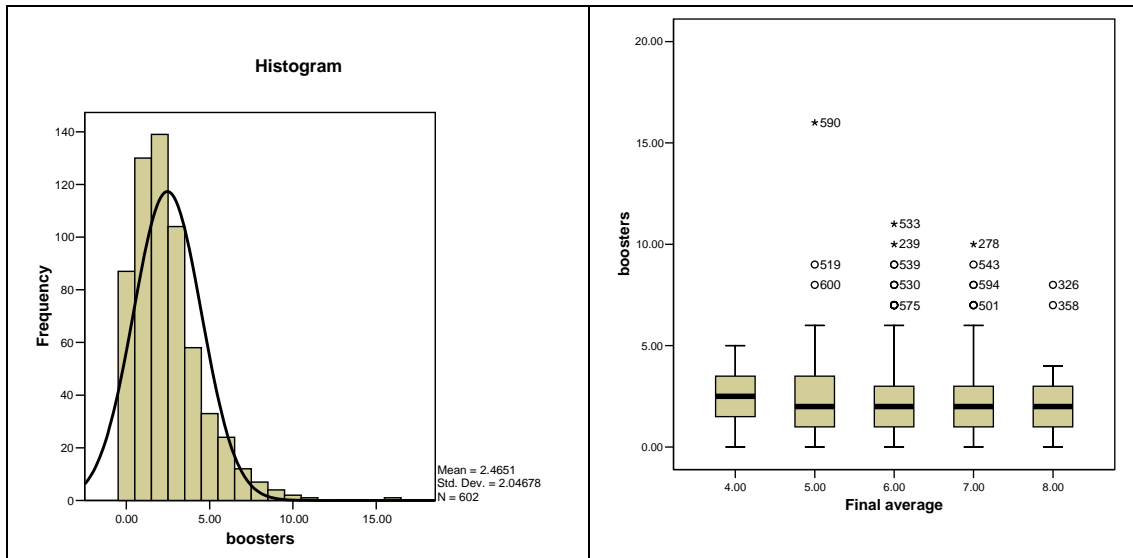 Histogram
Frequency
140
120
100
80
60
40
20
0
0.00 5.00 10.00 15.00
boosters
Mean = 2.4651
Std. Dev. = 2.04678
N = 602
boosters
20.00
15.00
10.00
5.00
0.00
590
533
239 278
519 539 543 
600 530 594 326
575 501 358
4.00 5.00 6.00 7.00 8.00
Final average